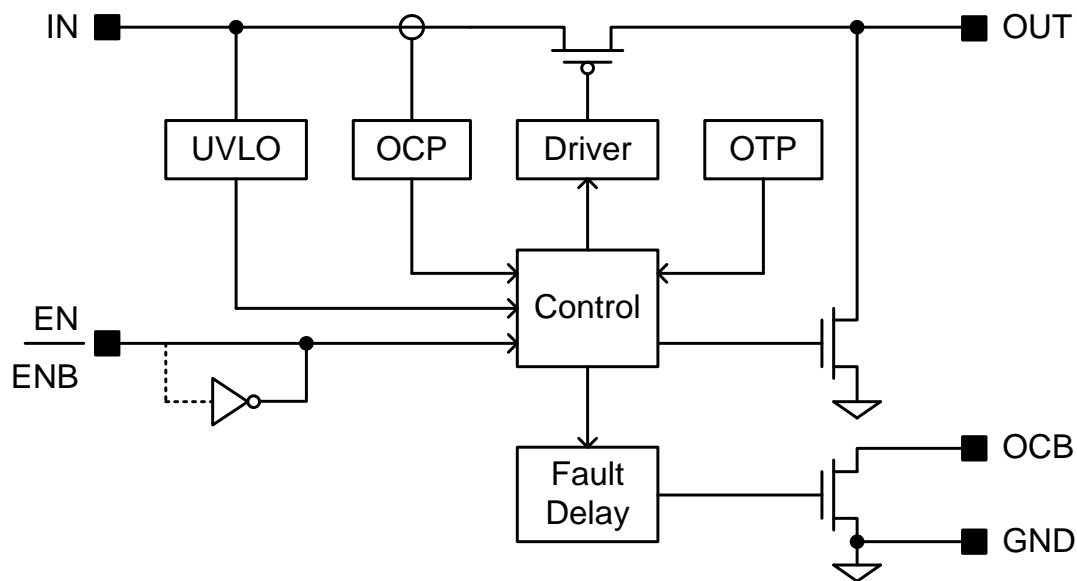 IN
OUT
UVLO
OCP
Driver
OTP
Control
EN
ENB
Fault
Delay
OCB
GND